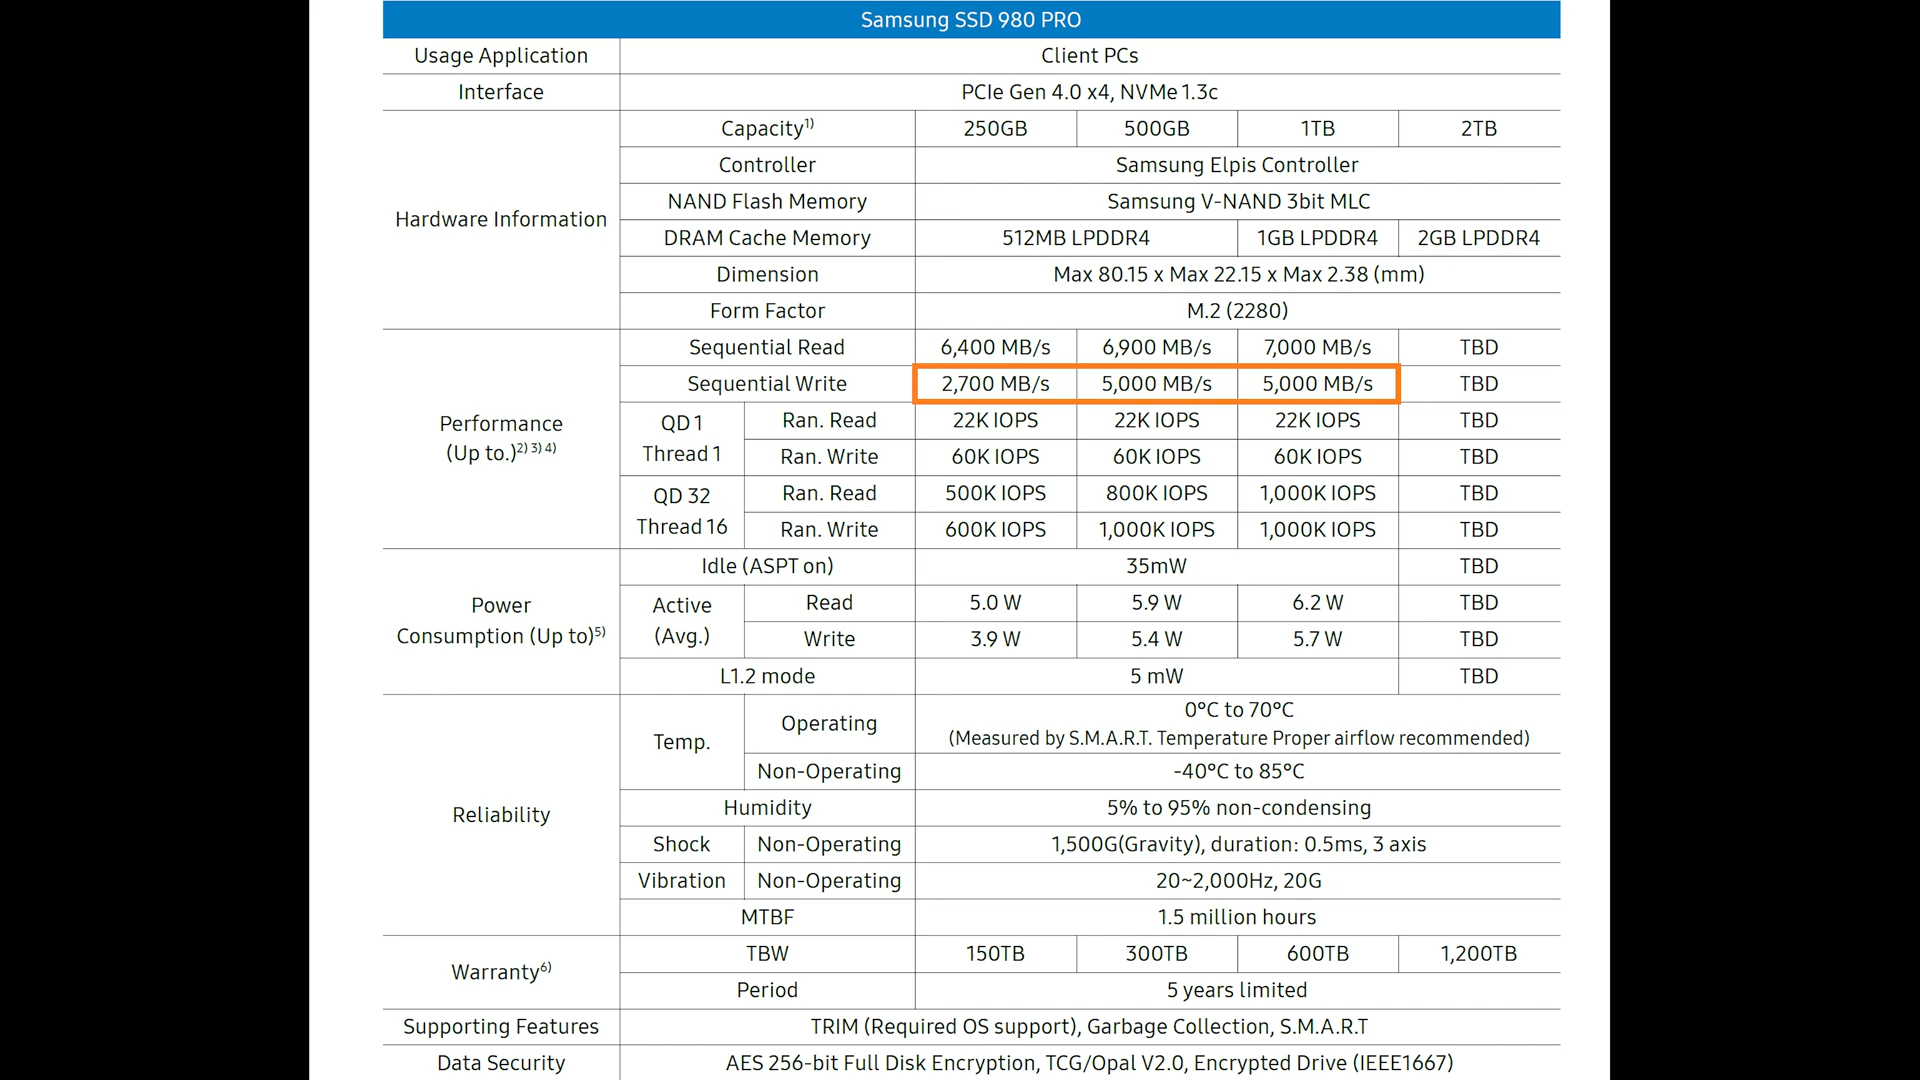 Samsung SSD 980 PRO
Usage Application Client PCs
Interface PCIe Gen 4.0 x4, NVMe 1.3c
Hardware Information
Capacity1) 250GB 500GB 1TB 2TB
Controller Samsung Elpis Controller
NAND Flash Memory Samsung V-NAND 3bit MLC
DRAM Cache Memory 512MB LPDDR4 1GB LPDDR4 2GB LPDDR4
Dimension Max 80.15 x Max 22.15 x Max 2.38 (mm)
Form Factor M.2 (2280)
Performance
(Up to.)2) 3) 4)
Sequential Read 6,400 MB/s 6,900 MB/s 7,000 MB/s TBD
Sequential Write 2,700 MB/s 5,000 MB/s 5,000 MB/s TBD
QD 1
Thread 1
Ran. Read 22K IOPS 22K IOPS 22K IOPS TBD
Ran. Write 60K IOPS 60K IOPS 60K IOPS TBD
QD 32
Thread 16
Ran. Read 500K IOPS 800K IOPS 1,000K IOPS TBD
Ran. Write 600K IOPS 1,000K IOPS 1,000K IOPS TBD
Power
Consumption (Up to)5)
Idle (ASPT on) 35mW TBD
Active
(Avg.)
Read 5.0 W 5.9 W 6.2 W TBD
Write 3.9 W 5.4 W 5.7 W TBD
L1.2 mode 5 mW TBD
Reliability
Temp.
Operating
0°C to 70°C
(Measured by S.M.A.R.T. Temperature Proper airflow recommended)
Non-Operating -40°C to 85°C
Humidity 5% to 95% non-condensing
Shock Non-Operating 1,500G(Gravity), duration: 0.5ms, 3 axis
Vibration Non-Operating 20~2,000Hz, 20G
MTBF 1.5 million hours
Warranty6)
TBW 150TB 300TB 600TB 1,200TB
Period 5 years limited
Supporting Features TRIM (Required OS support), Garbage Collection, S.M.A.R.T
Data Security AES 256-bit Full Disk Encryption, TCG/Opal V2.0, Encrypted Drive (IEEE1667)